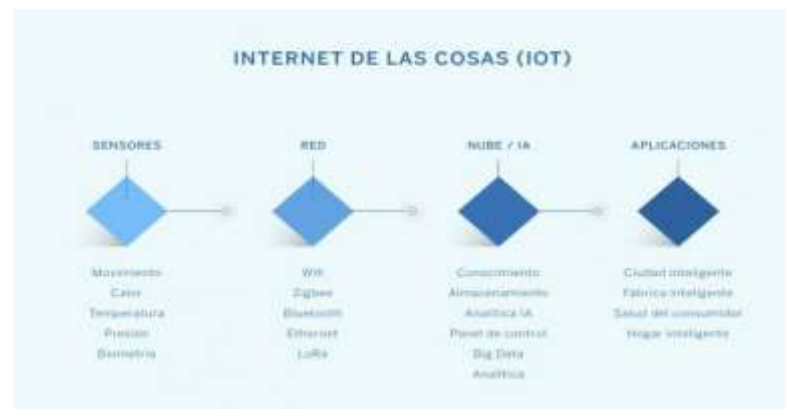 INTERNET DE LAS COSAS (IOT)
SENSORES
Movimiento
Calor
Temperatura
Presión
Biometría
RED
Wifi
Zigbee
Bluetooth
Ethernet
LoRa
NUBE / IA
Conocimiento
Almacenamiento
Analítica IA
Panel de control
Big Data
Analítica
APLICACIONES
Ciudad inteligente
Fábrica inteligente
Salud del consumidor
Hogar inteligente